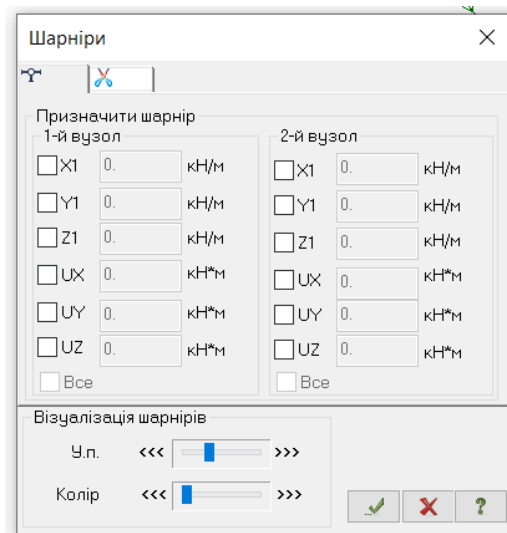 Шарніри
Призначити шарнір
1-й вузол
X1 0. кН/м
Y1 0. кН/м
Z1 0. кН/м
UX 0. кН*м
UY 0. кН*м
UZ 0. кН*м
Все
2-й вузол
X1 0. кН/м
Y1 0. кН/м
Z1 0. кН/м
UX 0. кН*м
UY 0. кН*м
UZ 0. кН*м
Все
Візуалізація шарнірів
У.п. <<< >>>
Колір <<< >>>
?